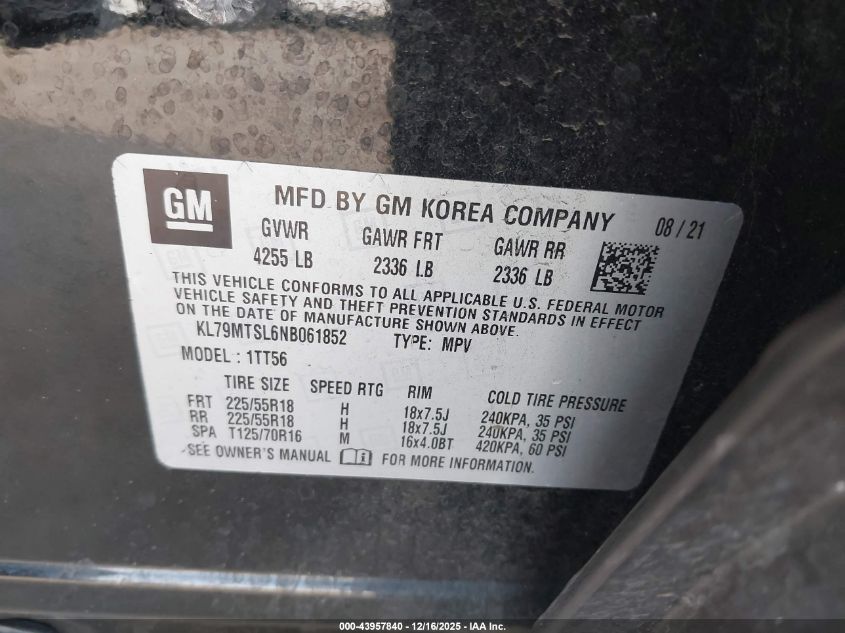 GM
MFD BY GM KOREA COMPANY 08 / 21
GVWR GAWR FRT GAWR RR
4255 LB 2336 LB 2336 LB
THIS VEHICLE CONFORMS TO ALL APPLICABLE U.S. FEDERAL MOTOR
VEHICLE SAFETY AND THEFT PREVENTION STANDARDS IN EFFECT
ON THE DATE OF MANUFACTURE SHOWN ABOVE.
KL79MTSL6NB061852 TYPE: MPV
MODEL : 1TT56
TIRE SIZE SPEED RTG RIM COLD TIRE PRESSURE
FRT 225/55R18 H 18x7.5J 240KPA, 35 PSI
RR 225/55R18 H 18x7.5J 240KPA, 35 PSI
SPA T125/70R16 M 16x4.0BT 420KPA, 60 PSI
SEE OWNER'S MANUAL FOR MORE INFORMATION.
000-43957840 - 12/16/2025 - IAA Inc.